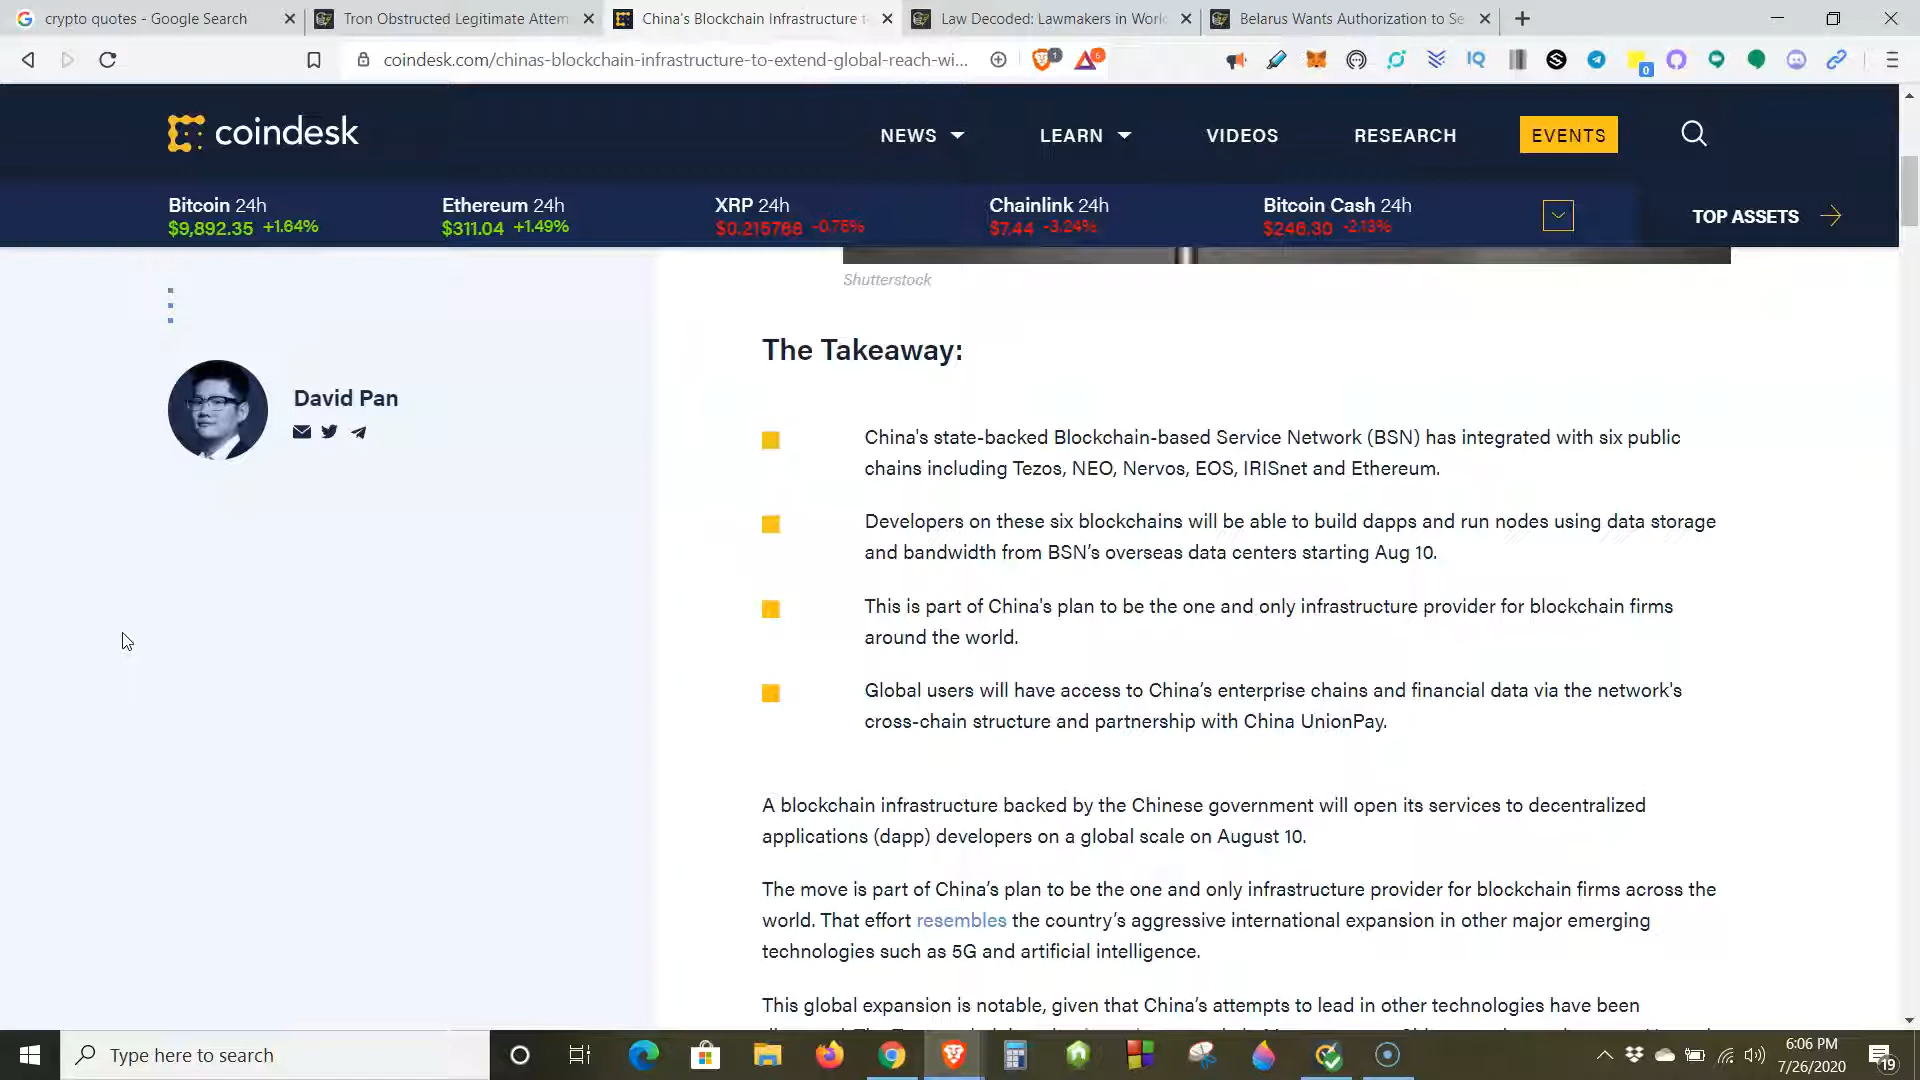 crypto quotes - Google Search
Tron Obstructed Legitimate Attem
China's Blockchain Infrastructure t
Law Decoded: Lawmakers in Worl
Belarus Wants Authorization to Se
coindesk.com/chinas-blockchain-infrastructure-to-extend-global-reach-wi...
1
6
IQ
0
coindesk
NEWS
LEARN
VIDEOS
RESEARCH
EVENTS
Bitcoin 24h
$9,892.35 +1.64%
Ethereum 24h
$311.04 +1.49%
XRP 24h
$0.215768 -0.75%
Chainlink 24h
$7.44 -3.24%
Bitcoin Cash 24h
$246.30 -2.13%
TOP ASSETS
Shutterstock
David Pan
The Takeaway:
China's state-backed Blockchain-based Service Network (BSN) has integrated with six public
chains including Tezos, NEO, Nervos, EOS, IRISnet and Ethereum.
Developers on these six blockchains will be able to build dapps and run nodes using data storage
and bandwidth from BSN’s overseas data centers starting Aug 10.
This is part of China's plan to be the one and only infrastructure provider for blockchain firms
around the world.
Global users will have access to China’s enterprise chains and financial data via the network's
cross-chain structure and partnership with China UnionPay.
A blockchain infrastructure backed by the Chinese government will open its services to decentralized
applications (dapp) developers on a global scale on August 10.
The move is part of China’s plan to be the one and only infrastructure provider for blockchain firms across the
world. That effort resembles the country’s aggressive international expansion in other major emerging
technologies such as 5G and artificial intelligence.
This global expansion is notable, given that China’s attempts to lead in other technologies have been
Type here to search
6:06 PM
7/26/2020
19